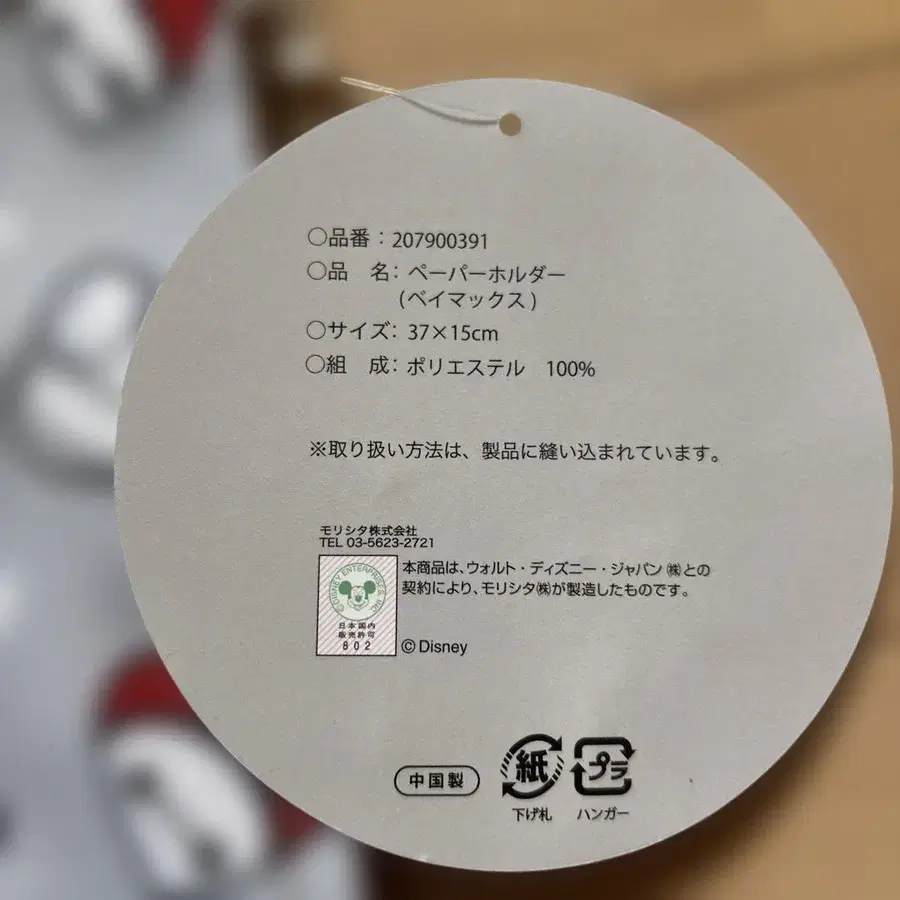 ○品番：207900391
○品　名：ペーパーホルダー
(ベイマックス)
○サイズ：37×15cm
○組　成：ポリエステル　100%
※取り扱い方法は、製品に縫い込まれています。
モリシタ株式会社
TEL 03-5623-2721
本商品は、ウォルト・ディズニー・ジャパン㈱との
契約により、モリシタ㈱が製造したものです。
©DISNEY ENTERPRISES, INC.
日本国内
販売許可
802
©Disney
中国製
紙
プラ
下げ札
ハンガー